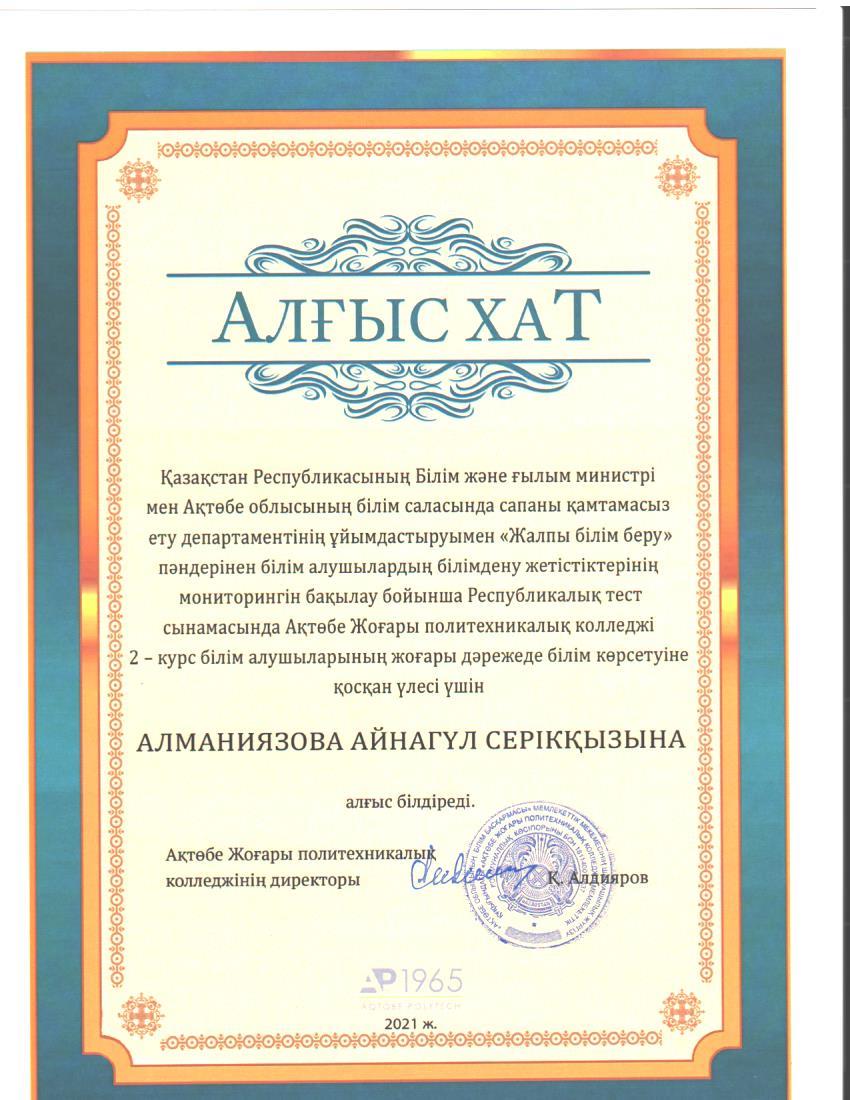 АЛҒЫС ХАТ
Қазақстан Республикасының Білім және ғылым министрі
мен Ақтөбе облысының білім саласында сапаны қамтамасыз
ету департаментінің ұйымдастыруымен «Жалпы білім беру»
пәндерінен білім алушылардың білімдену жетістіктерінің
мониторингін бақылау бойынша Республикалық тест
сынамасында Ақтөбе Жоғары политехникалық колледжі
2 – курс білім алушыларының жоғары дәрежеде білім көрсетуіне
қосқан үлесі үшін
АЛМАНИЯЗОВА АЙНАГҮЛ СЕРІКҚЫЗЫНА
алғыс білдіреді.
Ақтөбе Жоғары политехникалық
колледжінің директоры Қ. Алдияров
AP 1965
AQTOBE POLYTECH
2021 ж.